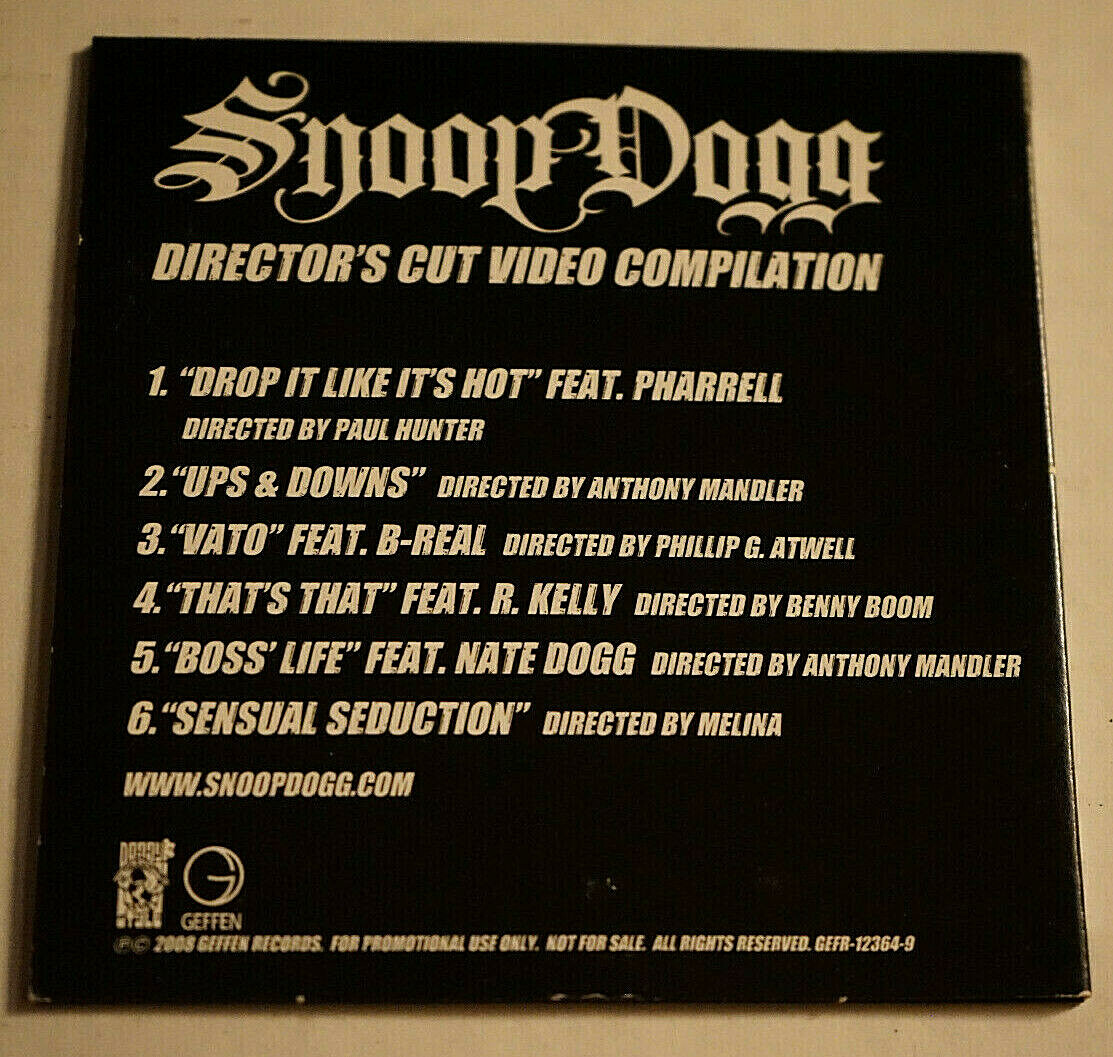 Snoop Dogg
DIRECTOR'S CUT VIDEO COMPILATION
1. "DROP IT LIKE IT'S HOT" FEAT. PHARRELL
DIRECTED BY PAUL HUNTER
2. "UPS & DOWNS" DIRECTED BY ANTHONY MANDLER
3. "VATO" FEAT. B-REAL DIRECTED BY PHILLIP G. ATWELL
4. "THAT'S THAT" FEAT. R. KELLY DIRECTED BY BENNY BOOM
5. "BOSS' LIFE" FEAT. NATE DOGG DIRECTED BY ANTHONY MANDLER
6. "SENSUAL SEDUCTION" DIRECTED BY MELINA
WWW.SNOOPDOGG.COM
GEFFEN
℗© 2008 GEFFEN RECORDS. FOR PROMOTIONAL USE ONLY. NOT FOR SALE. ALL RIGHTS RESERVED. GEFR-12364-9